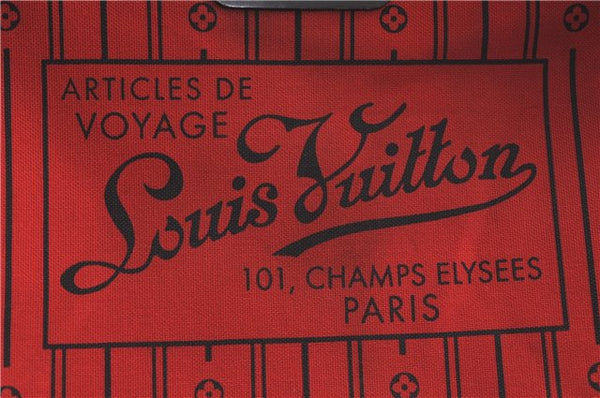 ARTICLES DE
VOYAGE
Louis Vuitton
101, CHAMPS ELYSEES
PARIS